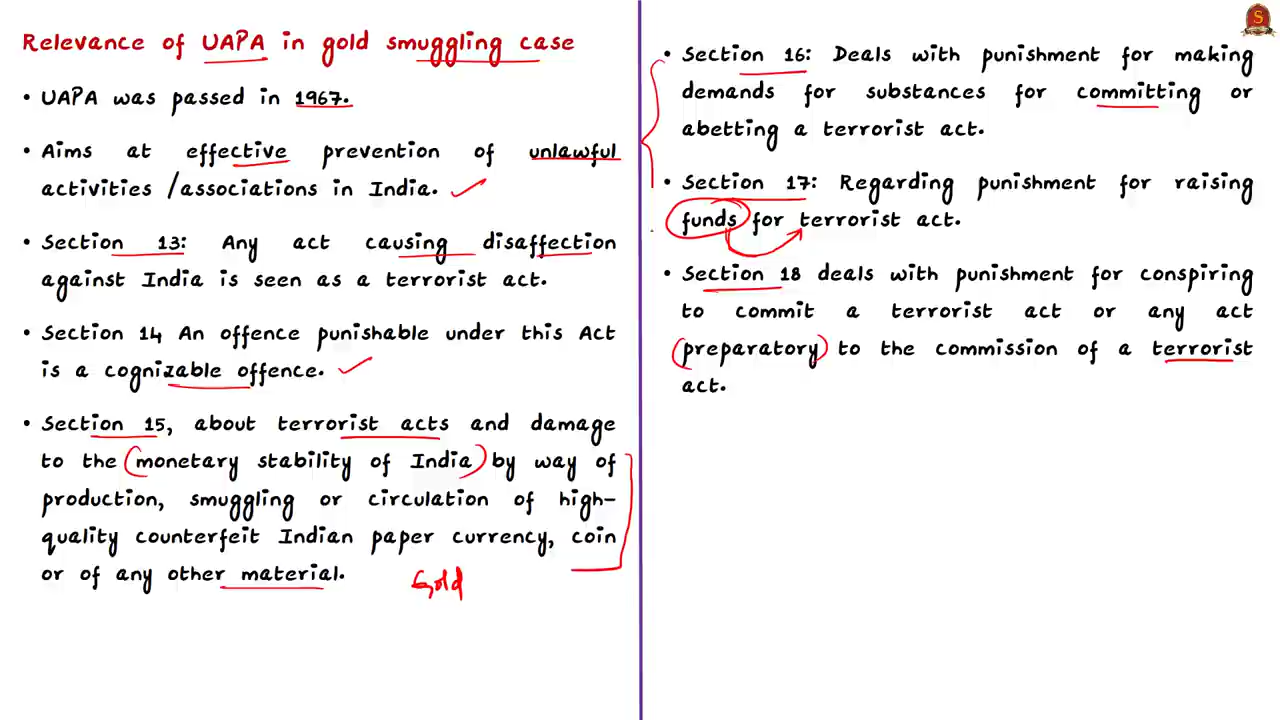 Relevance of UAPA in gold smuggling case
• UAPA was passed in 1967.
• Aims at effective prevention of unlawful
activities /associations in India.
• Section 13: Any act causing disaffection
against India is seen as a terrorist act.
• Section 14 An offence punishable under this Act
is a cognizable offence.
• Section 15, about terrorist acts and damage
to the (monetary stability of India) by way of
production, smuggling or circulation of high-
quality counterfeit Indian paper currency, coin
or of any other material.
Gold
• Section 16: Deals with punishment for making
demands for substances for committing or
abetting a terrorist act.
• Section 17: Regarding punishment for raising
funds for terrorist act.
• Section 18 deals with punishment for conspiring
to commit a terrorist act or any act
(preparatory) to the commission of a terrorist
act.
S